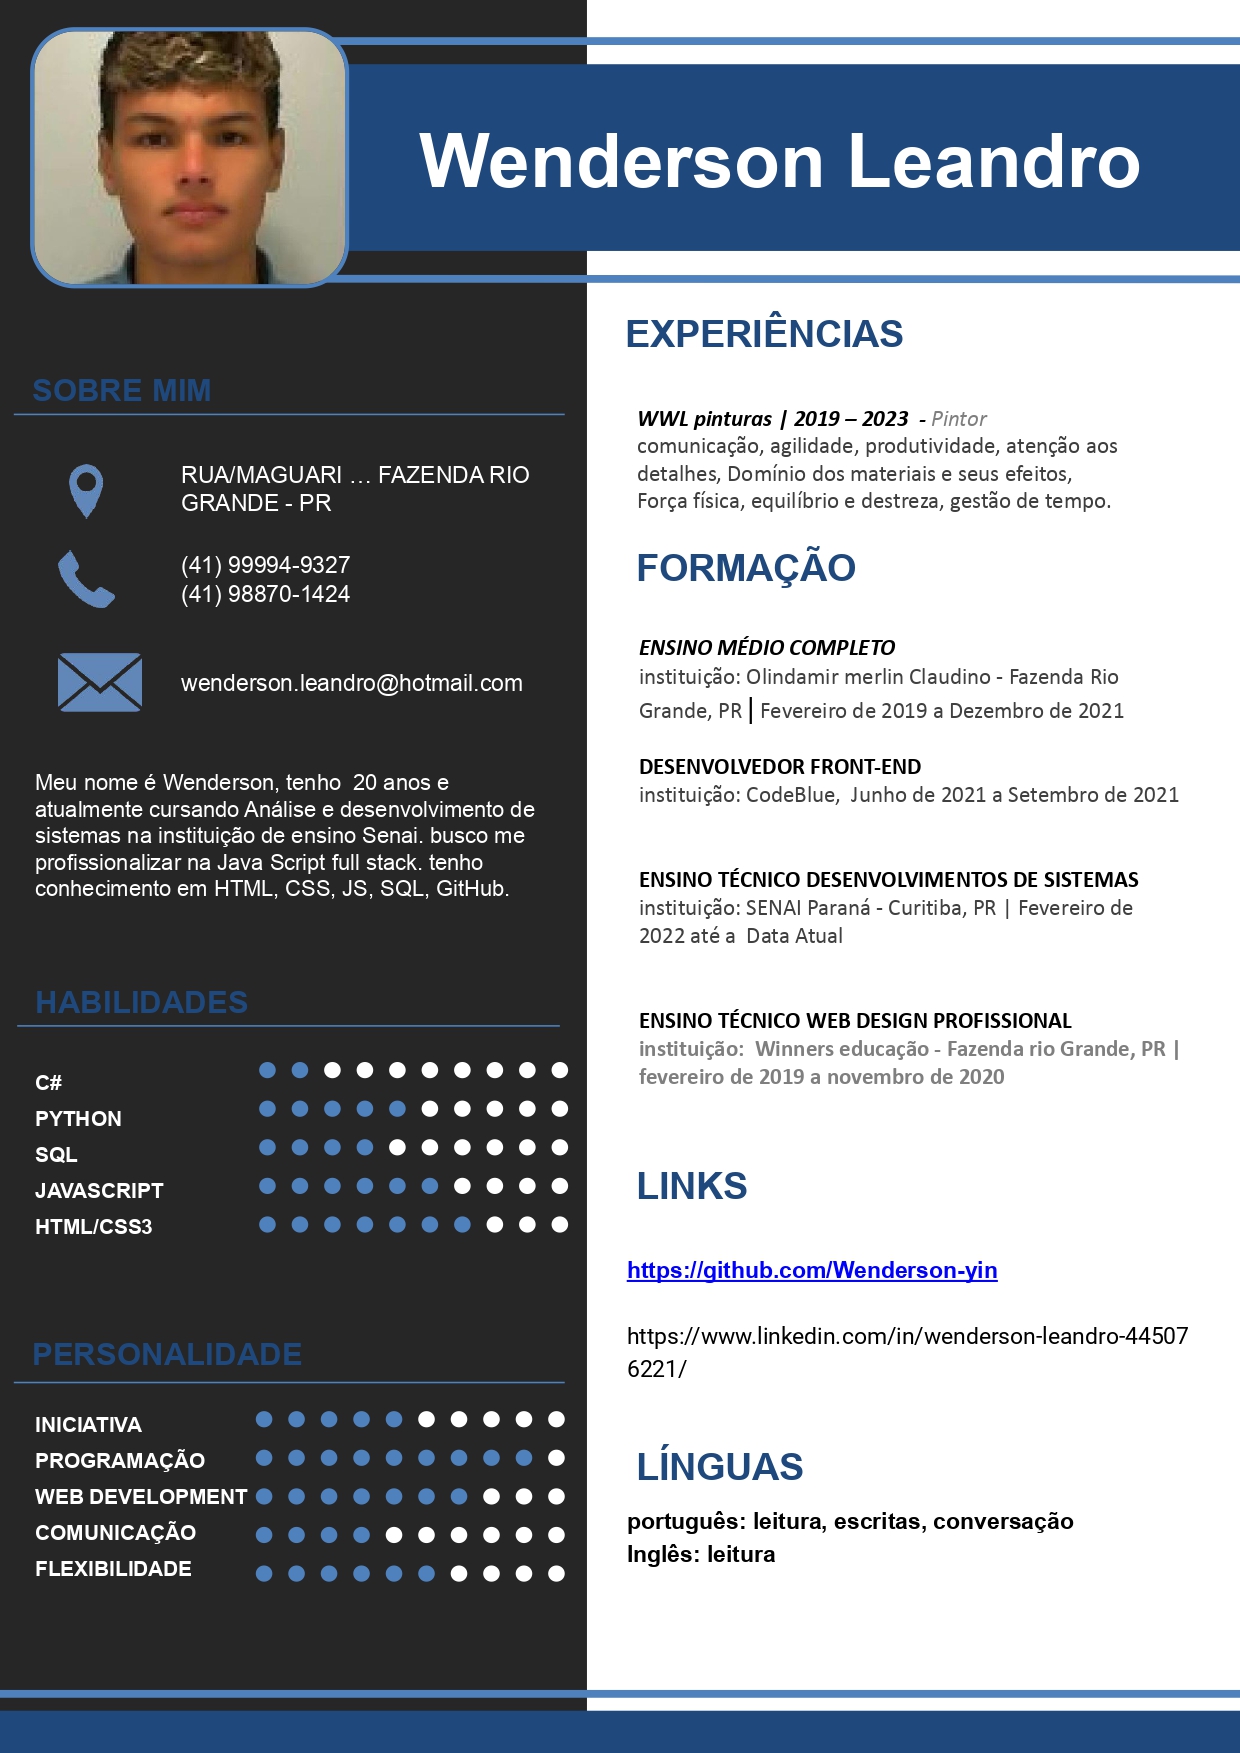 Wenderson Leandro
SOBRE MIM
RUA/MAGUARI … FAZENDA RIO
GRANDE - PR
(41) 99994-9327
(41) 98870-1424
wenderson.leandro@hotmail.com
Meu nome é Wenderson, tenho  20 anos e
atualmente cursando Análise e desenvolvimento de
sistemas na instituição de ensino Senai. busco me
profissionalizar na Java Script full stack. tenho
conhecimento em HTML, CSS, JS, SQL, GitHub.
HABILIDADES
C#
PYTHON
SQL
JAVASCRIPT
HTML/CSS3
PERSONALIDADE
INICIATIVA
PROGRAMAÇÃO
WEB DEVELOPMENT
COMUNICAÇÃO
FLEXIBILIDADE
EXPERIÊNCIAS
WWL pinturas | 2019 – 2023  - Pintor
comunicação, agilidade, produtividade, atenção aos
detalhes, Domínio dos materiais e seus efeitos,
Força física, equilíbrio e destreza, gestão de tempo.
FORMAÇÃO
ENSINO MÉDIO COMPLETO
instituição: Olindamir merlin Claudino - Fazenda Rio
Grande, PR | Fevereiro de 2019 a Dezembro de 2021
DESENVOLVEDOR FRONT-END
instituição: CodeBlue,  Junho de 2021 a Setembro de 2021
ENSINO TÉCNICO DESENVOLVIMENTOS DE SISTEMAS
instituição: SENAI Paraná - Curitiba, PR | Fevereiro de
2022 até a  Data Atual
ENSINO TÉCNICO WEB DESIGN PROFISSIONAL
instituição:  Winners educação - Fazenda rio Grande, PR |
fevereiro de 2019 a novembro de 2020
LINKS
https://github.com/Wenderson-yin
https://www.linkedin.com/in/wenderson-leandro-44507
6221/
LÍNGUAS
português: leitura, escritas, conversação
Inglês: leitura